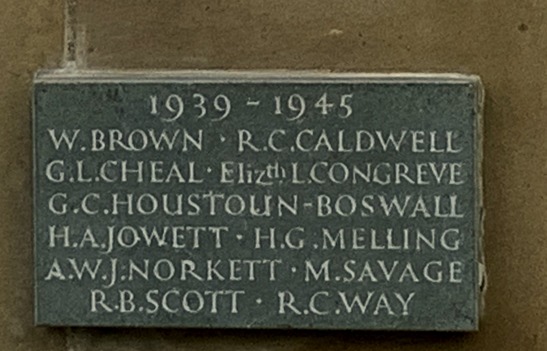 1939 - 1945
W. BROWN · R.C. CALDWELL
G.L. CHEAL · Elizth L. CONGREVE
G.C. HOUSTOUN-BOSWALL
H.A. JOWETT · H.G. MELLING
A.W.J. NORKETT · M. SAVAGE
R.B. SCOTT · R.C. WAY